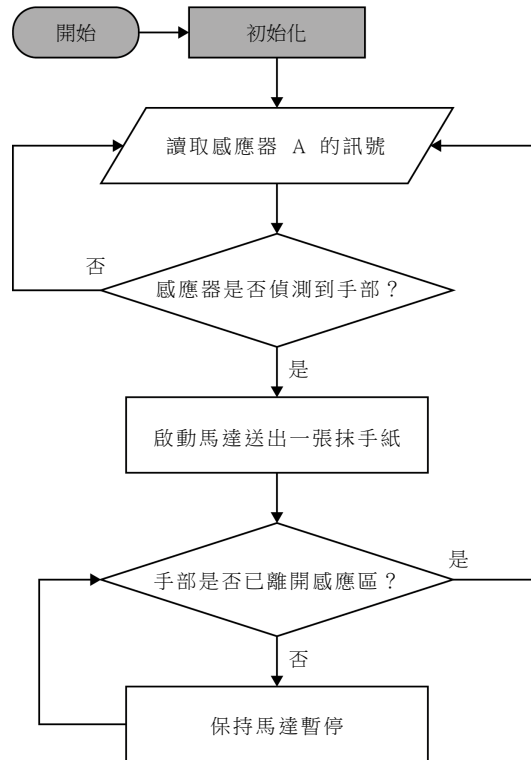 開始
初始化
讀取感應器 A 的訊號
否
感應器是否偵測到手部？
是
啟動馬達送出一張抹手紙
手部是否已離開感應區？
是
否
保持馬達暫停